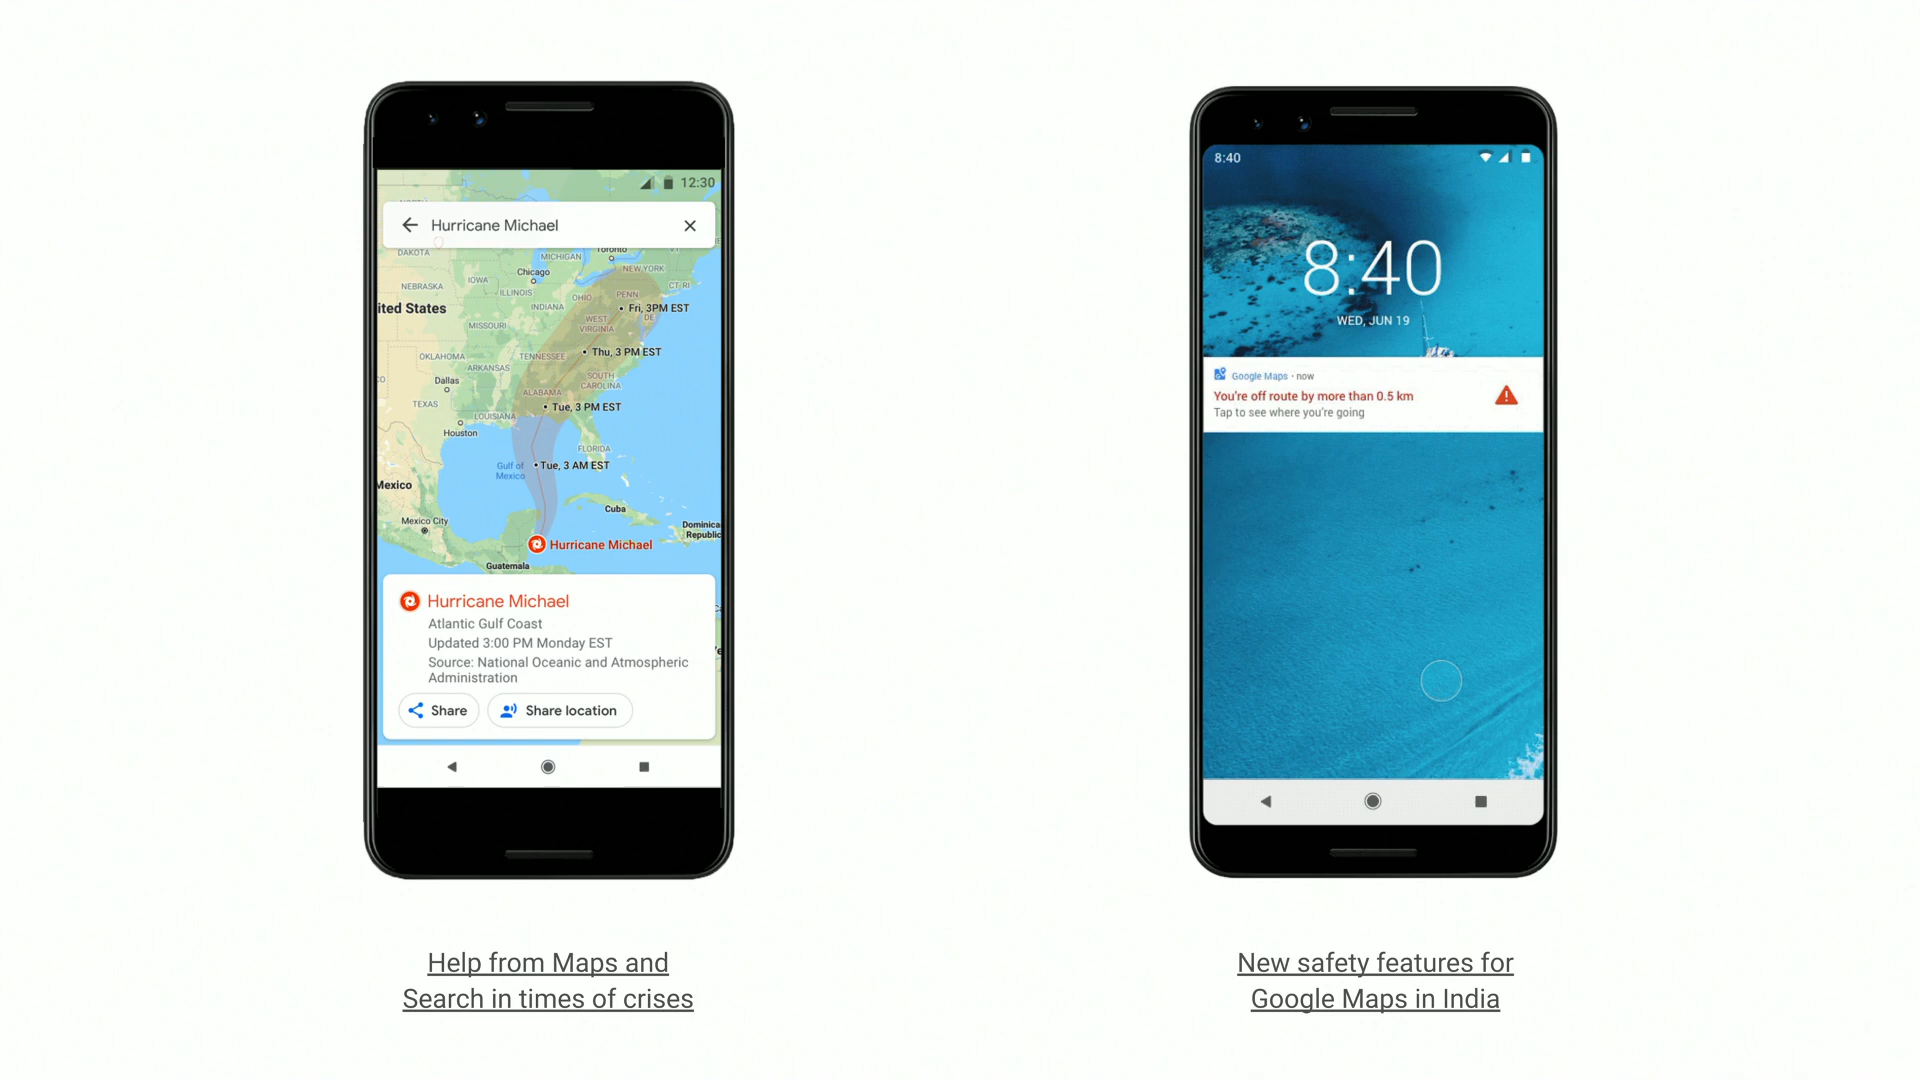 12:30
Hurricane Michael
DAKOTA
MICHIGAN
Toronto
NEW YORK
Chicago
IOWA
NEBRASKA
ILLINOIS
INDIANA
OHIO
PENN
CT RI
ited States
Fri, 3PM EST
DE
MISSOURI
WEST
VIRGINIA
OKLAHOMA
TENNESSEE
Thu, 3 PM EST
ARKANSAS
SOUTH
CAROLINA
Dallas
ALABAMA
TEXAS
Tue, 3 PM EST
LOUISIANA
Houston
FLORIDA
Gulf of
Mexico
Tue, 3 AM EST
Mexico
Cuba
Mexico City
Dominica
Republic
Hurricane Michael
Guatemala
Hurricane Michael
Atlantic Gulf Coast
Updated 3:00 PM Monday EST
Source: National Oceanic and Atmospheric
Administration
Share
Share location
Help from Maps and
Search in times of crises
8:40
8:40
WED, JUN 19
Google Maps · now
You're off route by more than 0.5 km
Tap to see where you're going
New safety features for
Google Maps in India